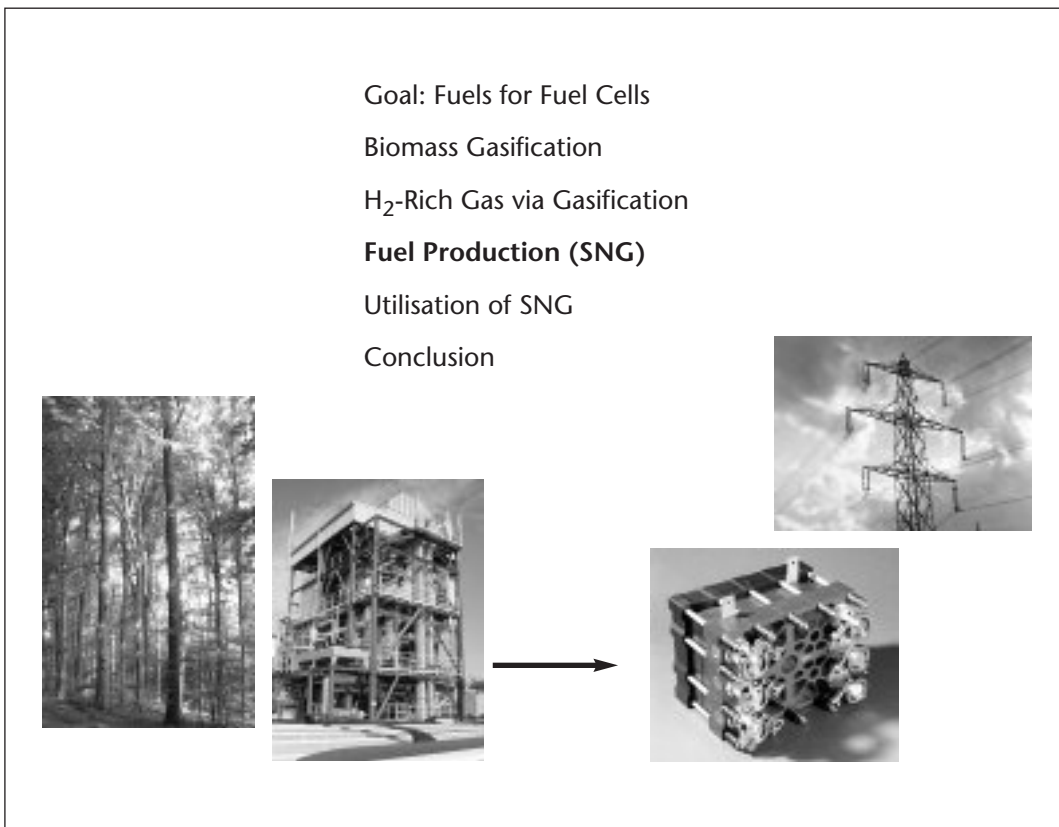 Goal: Fuels for Fuel Cells
Biomass Gasification
H₂-Rich Gas via Gasification
Fuel Production (SNG)
Utilisation of SNG
Conclusion